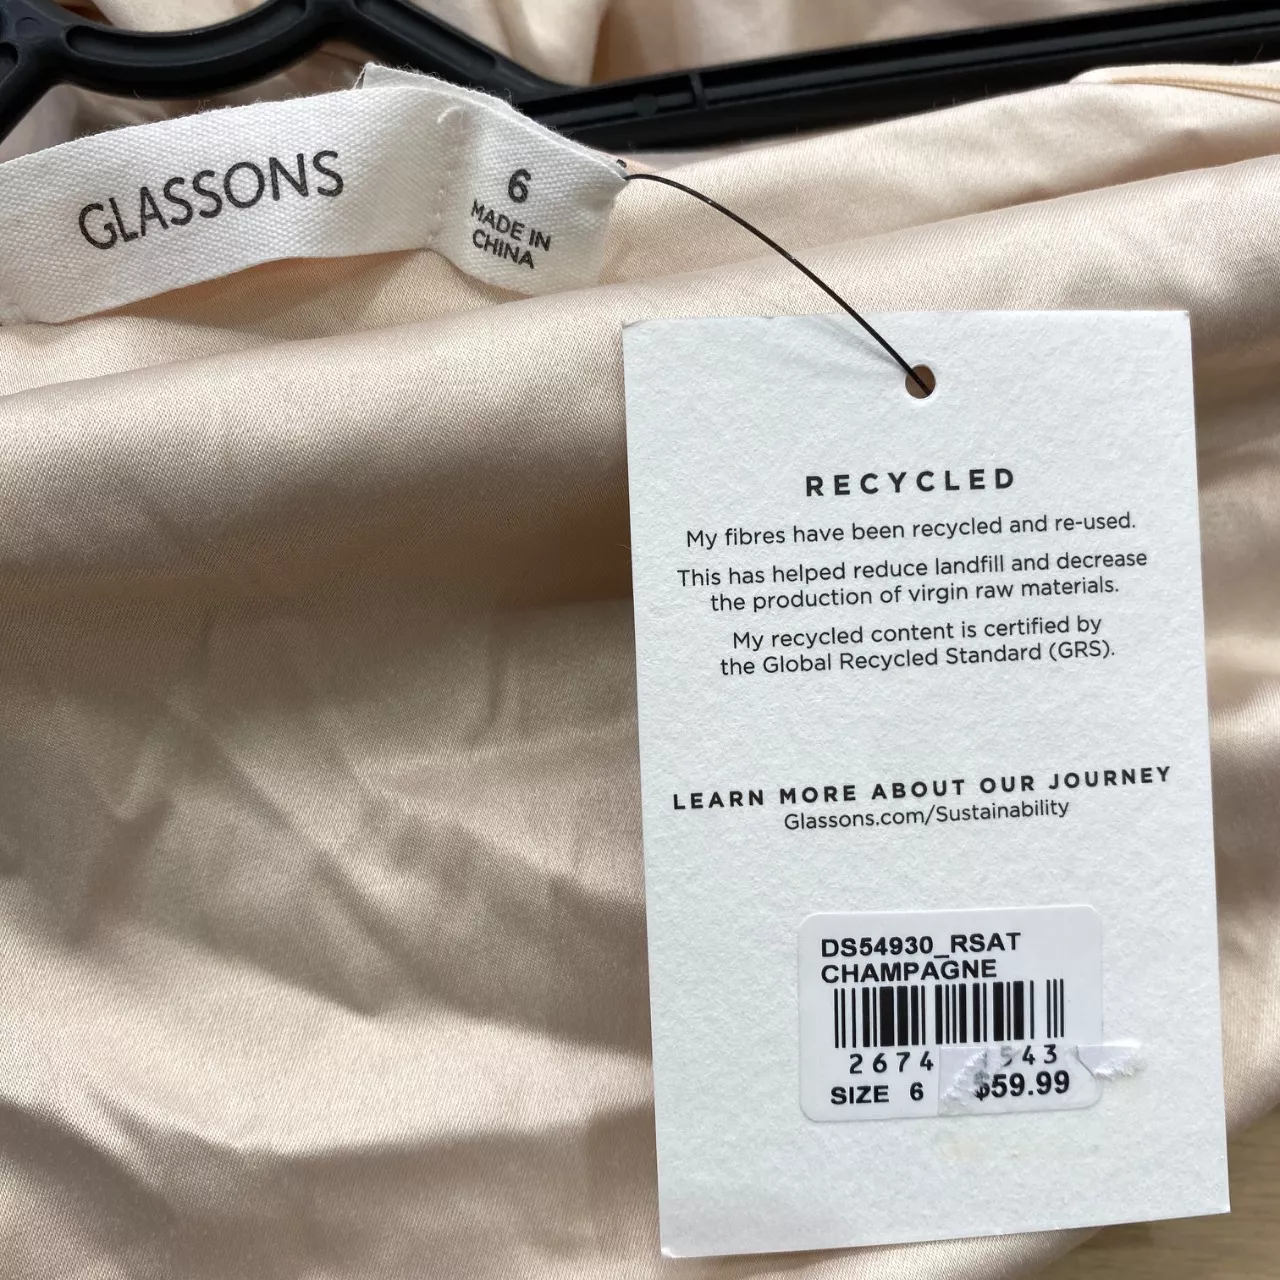 GLASSONS
6
MADE IN
CHINA
RECYCLED
My fibres have been recycled and re-used.
This has helped reduce landfill and decrease
the production of virgin raw materials.
My recycled content is certified by
the Global Recycled Standard (GRS).
LEARN MORE ABOUT OUR JOURNEY
Glassons.com/Sustainability
DS54930_RSAT
CHAMPAGNE
2674 543
SIZE 6 $59.99